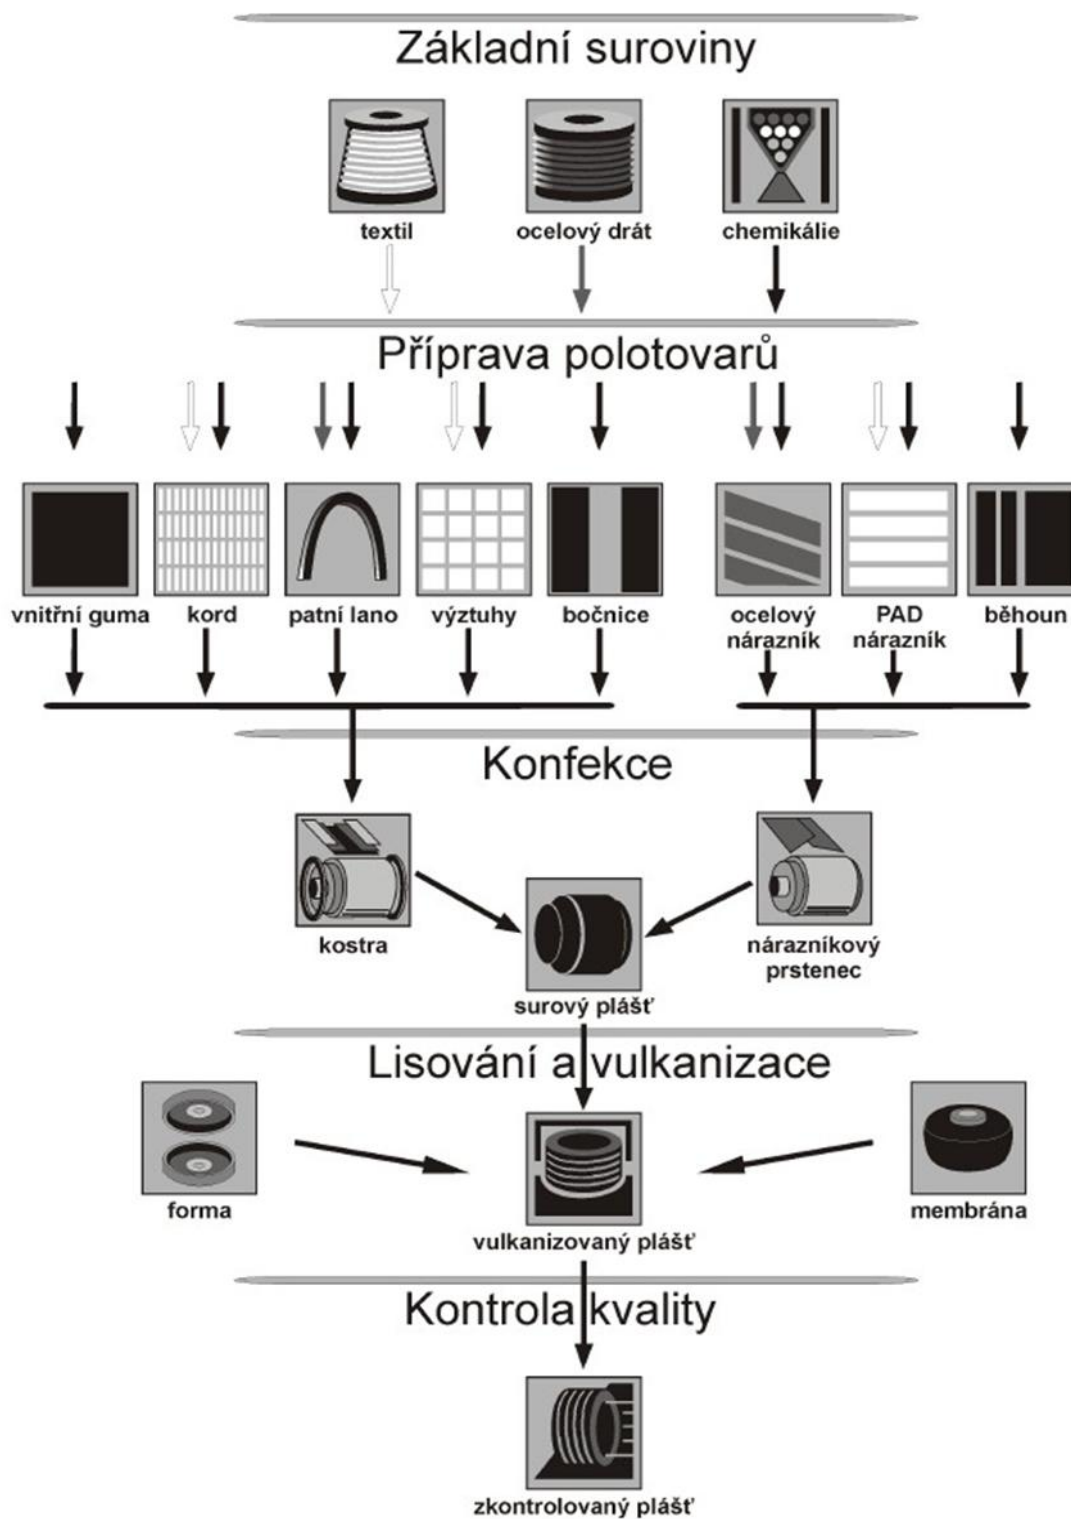 Základní suroviny
textil
ocelový drát
chemikálie
Příprava polotovarů
vnitřní guma
kord
patní lano
výztuhy
bočnice
ocelový
nárazník
PAD
nárazník
běhoun
Konfekce
kostra
surový plášť
nárazníkový
prstenec
Lisování a vulkanizace
forma
vulkanizovaný plášť
membrána
Kontrola kvality
zkontrolovaný plášť